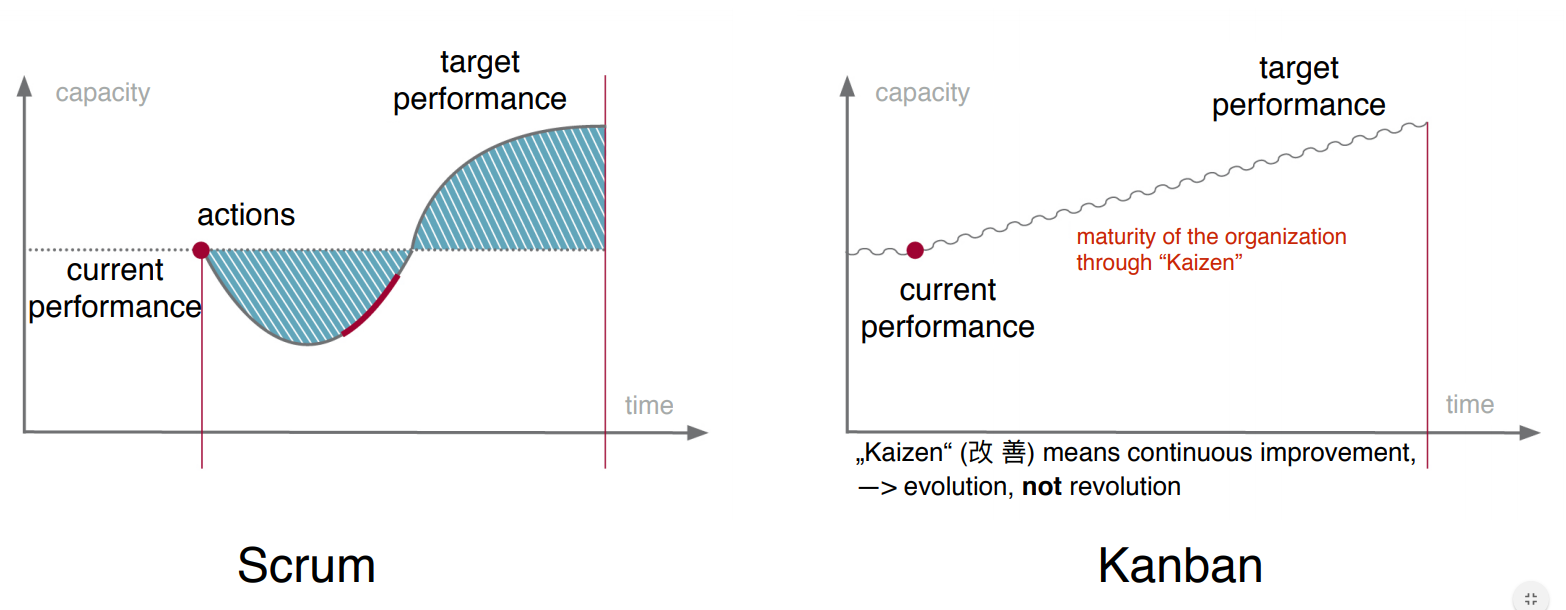 capacity
target
performance
actions
current
performance
time
Scrum
capacity
target
performance
maturity of the organization
through “Kaizen”
current
performance
time
„Kaizen“ (改 善) means continuous improvement,
—> evolution, not revolution
Kanban